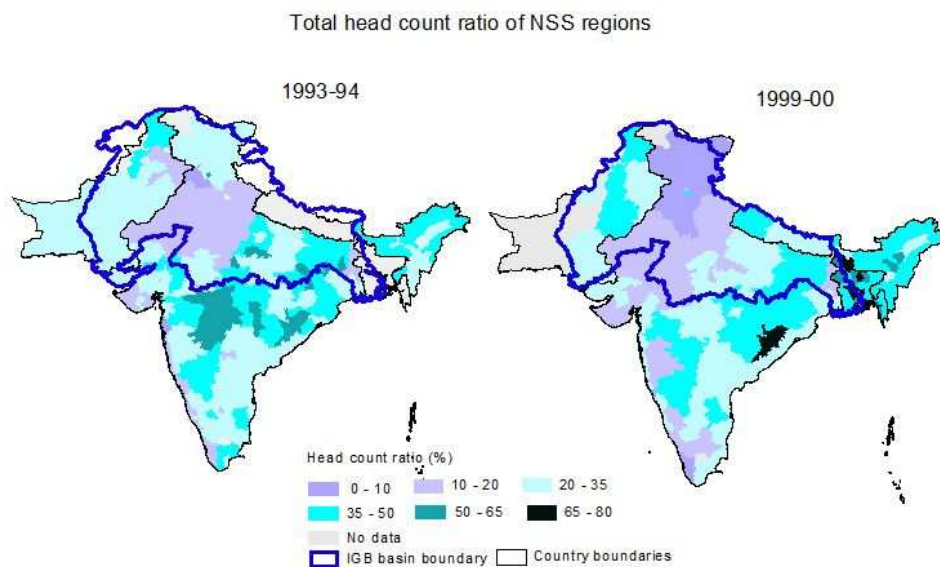 Total head count ratio of NSS regions
1993-94
1999-00
Head count ratio (%)
0 - 10 10 - 20 20 - 35
35 - 50 50 - 65 65 - 80
No data
IGB basin boundary Country boundaries